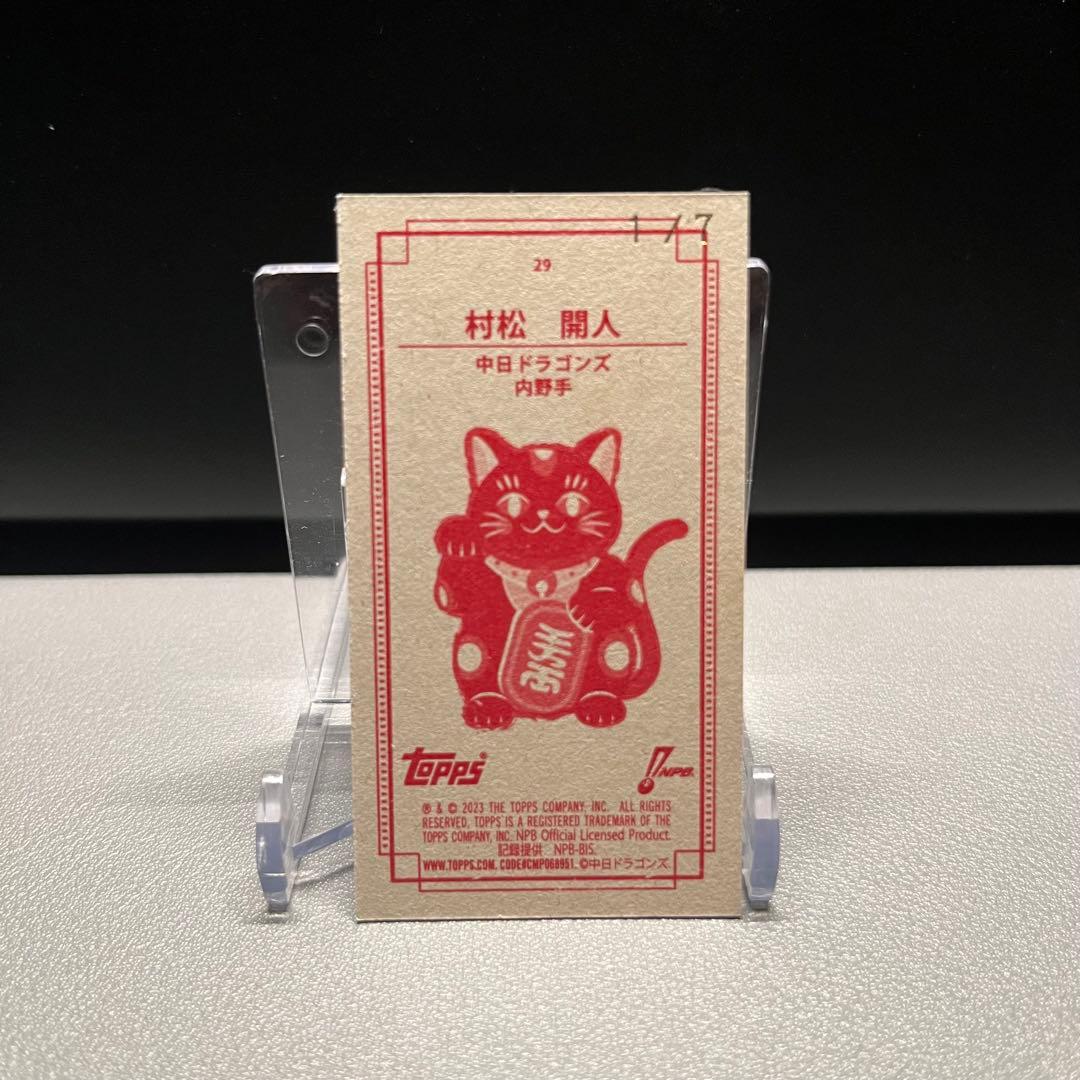 1/7
29
村松 開人
中日ドラゴンズ
内野手
topps®
NPB®
® & © 2023 THE TOPPS COMPANY, INC. ALL RIGHTS
RESERVED. TOPPS IS A REGISTERED TRADEMARK OF THE
TOPPS COMPANY, INC. NPB Official Licensed Product.
記録提供 NPB-BIS.
WWW.TOPPS.COM. CODE#CMP068951. ©中日ドラゴンズ